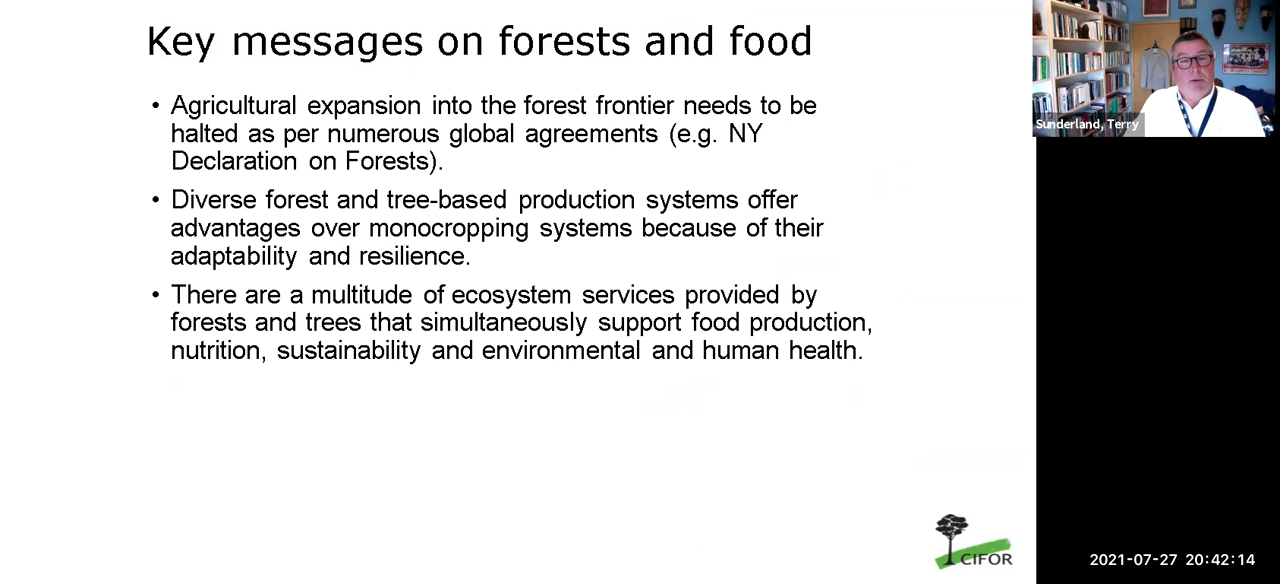 Key messages on forests and food
• Agricultural expansion into the forest frontier needs to be
halted as per numerous global agreements (e.g. NY
Declaration on Forests).
• Diverse forest and tree-based production systems offer
advantages over monocropping systems because of their
adaptability and resilience.
• There are a multitude of ecosystem services provided by
forests and trees that simultaneously support food production,
nutrition, sustainability and environmental and human health.
CIFOR
Sunderland, Terry
2021-07-27 20:42:14